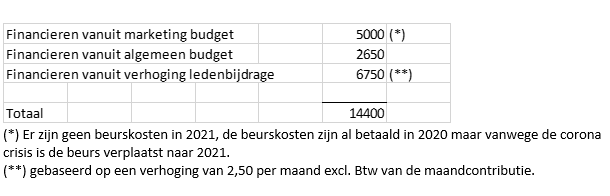 Financieren vanuit marketing budget 5000 (*)
Financieren vanuit algemeen budget 2650
Financieren vanuit verhoging ledenbijdrage 6750 (**)
Totaal 14400
(*) Er zijn geen beurskosten in 2021, de beurskosten zijn al betaald in 2020 maar vanwege de corona
crisis is de beurs verplaatst naar 2021.
(**) gebaseerd op een verhoging van 2,50 per maand excl. Btw van de maandcontributie.